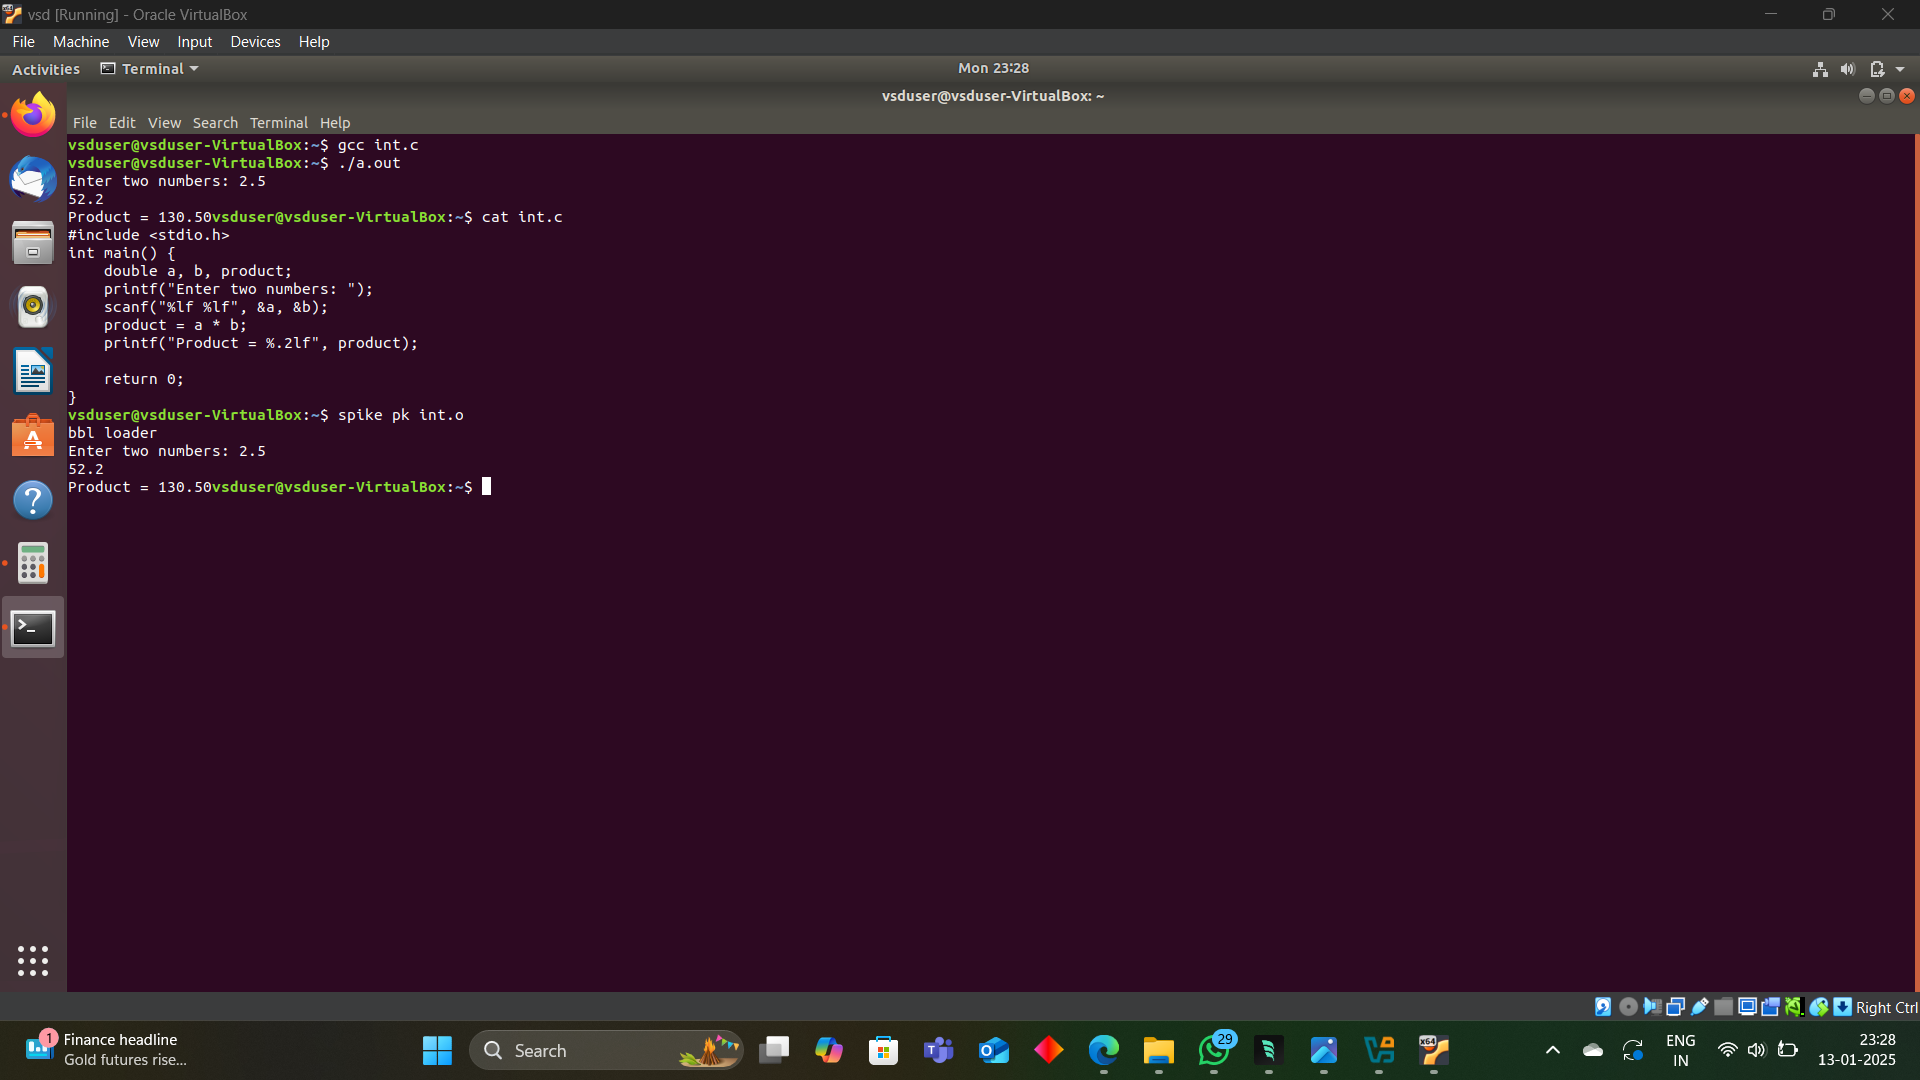 vsd [Running] - Oracle VirtualBox
File Machine View Input Devices Help
Activities Terminal Mon 23:28
vsduser@vsduser-VirtualBox: ~
File Edit View Search Terminal Help
vsduser@vsduser-VirtualBox:~$ gcc int.c
vsduser@vsduser-VirtualBox:~$ ./a.out
Enter two numbers: 2.5
52.2
Product = 130.50vsduser@vsduser-VirtualBox:~$ cat int.c
#include <stdio.h>
int main() {
    double a, b, product;
    printf("Enter two numbers: ");
    scanf("%lf %lf", &a, &b);
    product = a * b;
    printf("Product = %.2lf", product);
    return 0;
}
vsduser@vsduser-VirtualBox:~$ spike pk int.o
bbl loader
Enter two numbers: 2.5
52.2
Product = 130.50vsduser@vsduser-VirtualBox:~$
Right Ctrl
1 Finance headline
Gold futures rise...
Search
29
x64
ENG
IN
23:28
13-01-2025